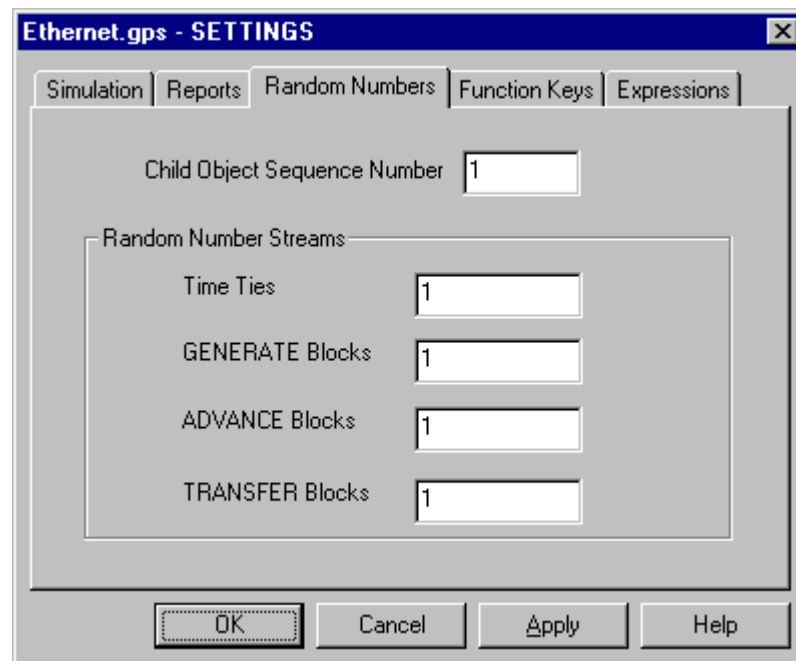 Ethernet.gps - SETTINGS
Simulation Reports Random Numbers Function Keys Expressions
Child Object Sequence Number 1
Random Number Streams
Time Ties 1
GENERATE Blocks 1
ADVANCE Blocks 1
TRANSFER Blocks 1
OK Cancel Apply Help